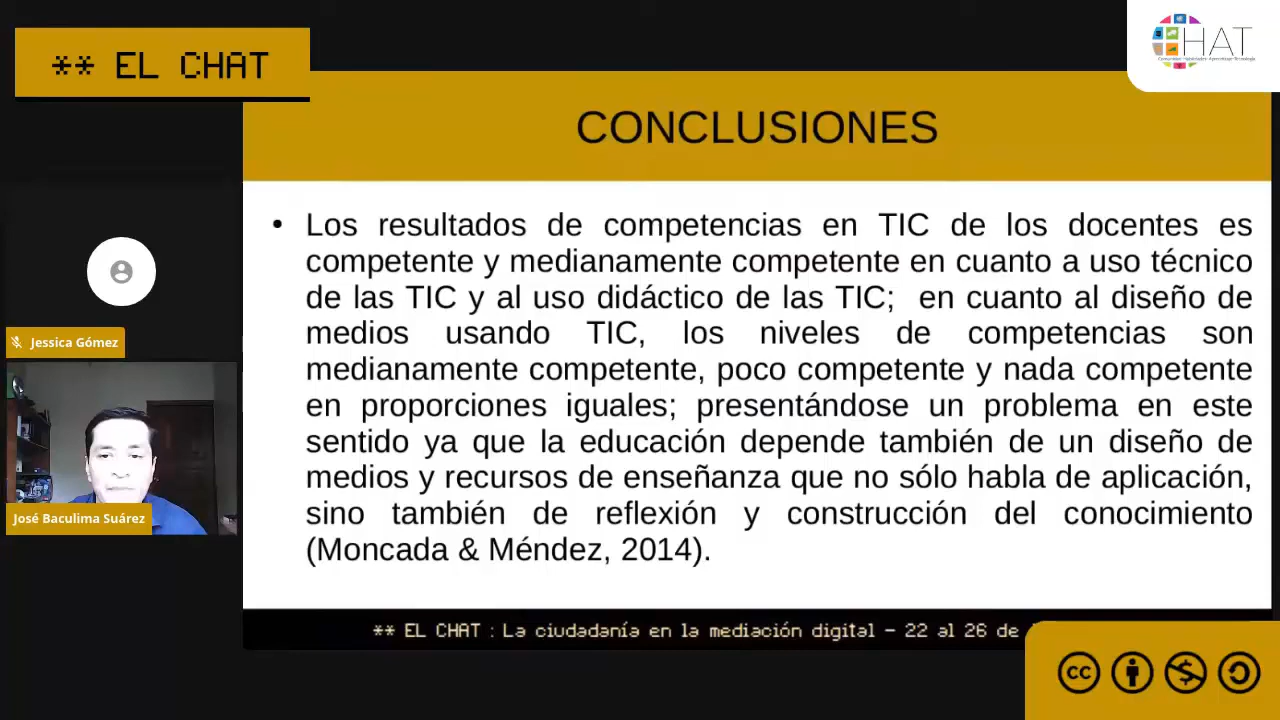 ** EL CHAT
CHAT
CONCLUSIONES
• Los resultados de competencias en TIC de los docentes es
competente y medianamente competente en cuanto a uso técnico
de las TIC y al uso didáctico de las TIC; en cuanto al diseño de
medios usando TIC, los niveles de competencias son
medianamente competente, poco competente y nada competente
en proporciones iguales; presentándose un problema en este
sentido ya que la educación depende también de un diseño de
medios y recursos de enseñanza que no sólo habla de aplicación,
sino también de reflexión y construcción del conocimiento
(Moncada & Méndez, 2014).
Jessica Gómez
José Baculima Suárez
** EL CHAT : La ciudadanía en la mediación digital - 22 al 26 de
cc